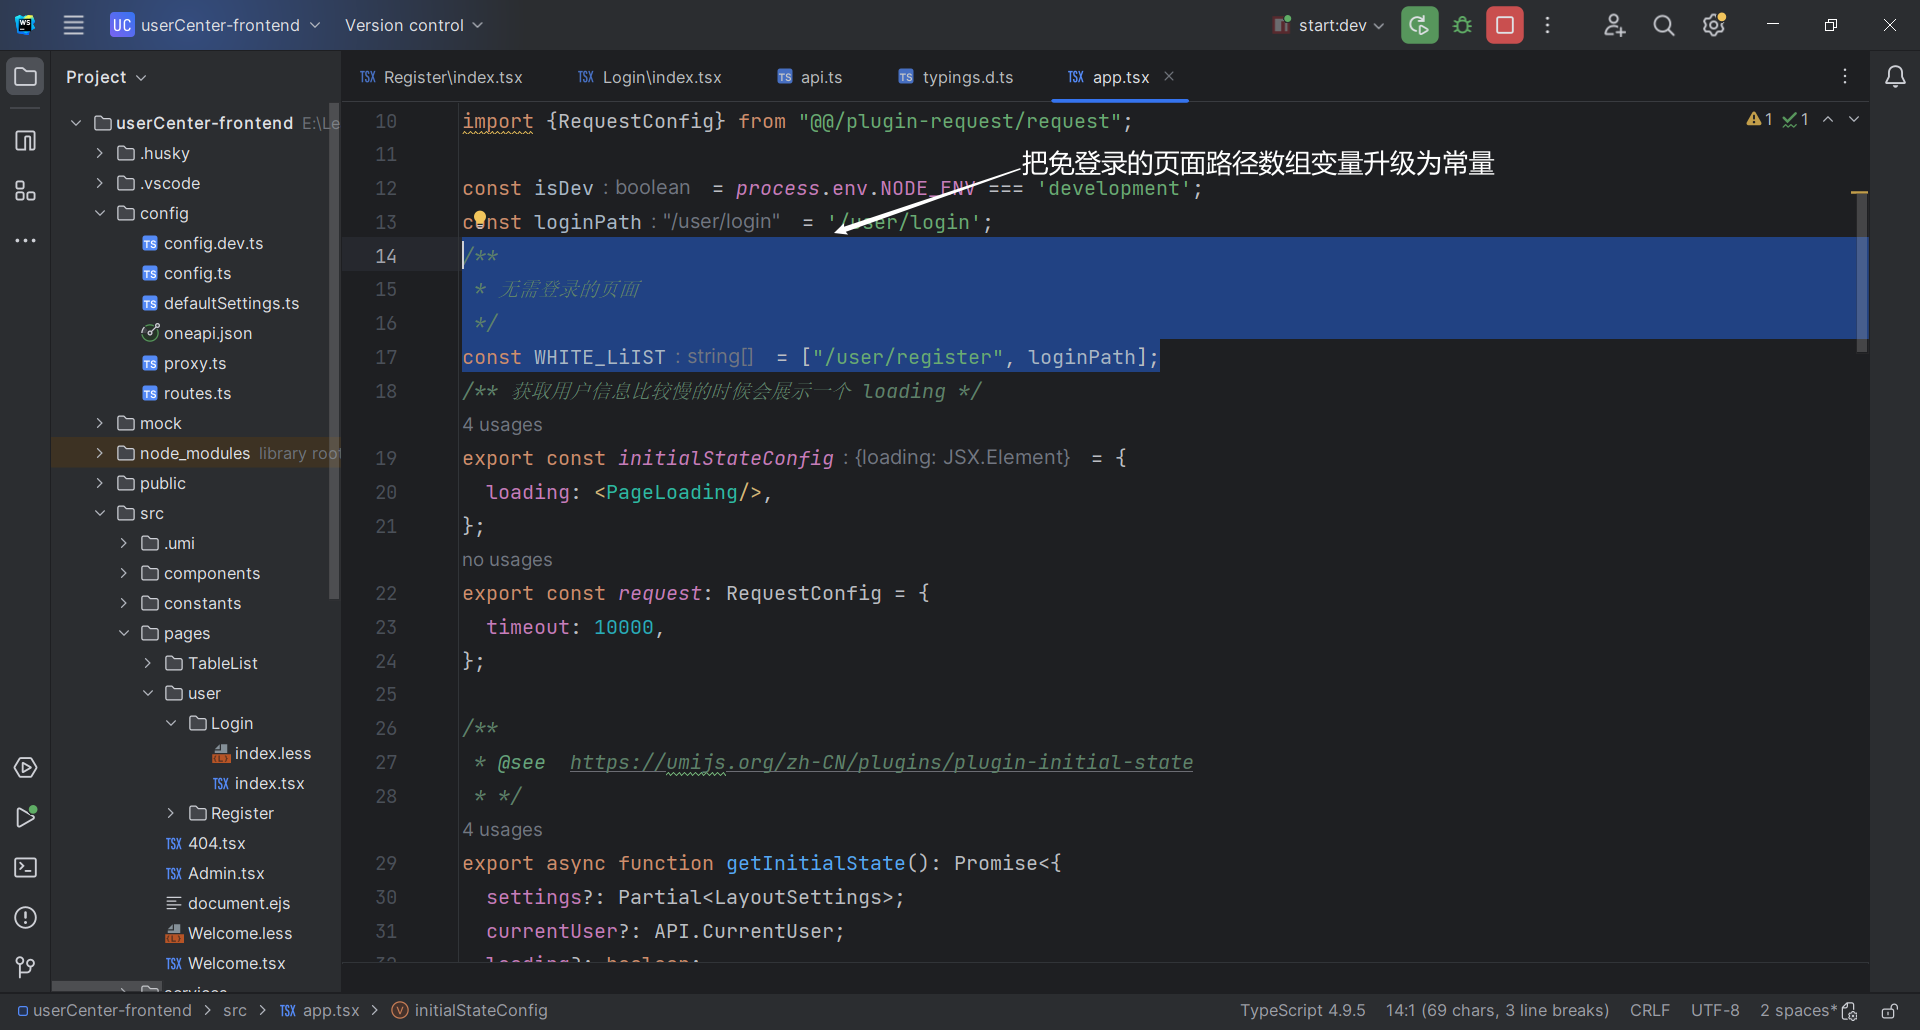 UC userCenter-frontend
Version control
start:dev
Project
Register\index.tsx
Login\index.tsx
api.ts
typings.d.ts
app.tsx
userCenter-frontend E:\Le
.husky
.vscode
config
config.dev.ts
config.ts
defaultSettings.ts
oneapi.json
proxy.ts
routes.ts
mock
node_modules library root
public
src
.umi
components
constants
pages
TableList
user
Login
index.less
index.tsx
Register
404.tsx
Admin.tsx
document.ejs
Welcome.less
Welcome.tsx
services
1 1
把免登录的页面路径数组变量升级为常量
10 import {RequestConfig} from "@@/plugin-request/request";
11
12 const isDev : boolean = process.env.NODE_ENV === 'development';
13 const loginPath : "/user/login" = '/user/login';
14 /**
15 * 无需登录的页面
16 */
17 const WHITE_LiIST : string[] = ["/user/register", loginPath];
18 /** 获取用户信息比较慢的时候会展示一个 loading */
4 usages
19 export const initialStateConfig : {loading: JSX.Element} = {
20 loading: <PageLoading/>,
21 };
no usages
22 export const request: RequestConfig = {
23 timeout: 10000,
24 };
25
26 /**
27 * @see https://umijs.org/zh-CN/plugins/plugin-initial-state
28 * */
4 usages
29 export async function getInitialState(): Promise<{
30 settings?: Partial<LayoutSettings>;
31 currentUser?: API.CurrentUser;
32 loading?: boolean;
userCenter-frontend > src > TSX app.tsx > V initialStateConfig
TypeScript 4.9.5 14:1 (69 chars, 3 line breaks) CRLF UTF-8 2 spaces*